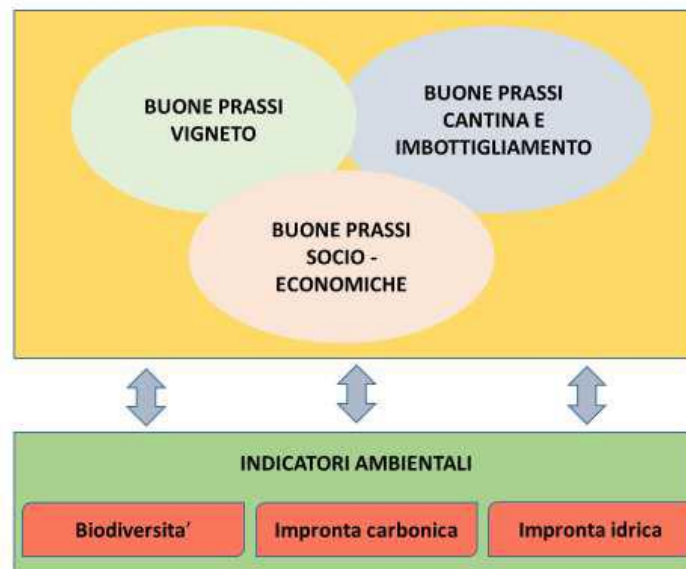 BUONE PRASSI
VIGNETO
BUONE PRASSI
CANTINA E
IMBOTTIGLIAMENTO
BUONE PRASSI
SOCIO -
ECONOMICHE
INDICATORI AMBIENTALI
Biodiversita´
Impronta carbonica
Impronta idrica